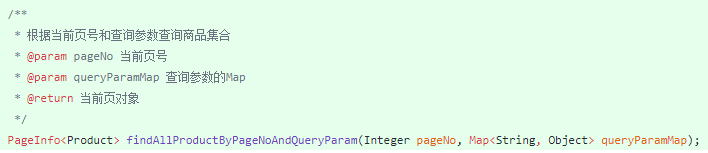 /**
 * 根据当前页号和查询参数查询商品集合
 * @param pageNo 当前页号
 * @param queryParamMap 查询参数的Map
 * @return 当前页对象
 */
PageInfo<Product> findAllProductByPageNoAndQueryParam(Integer pageNo, Map<String, Object> queryParamMap);